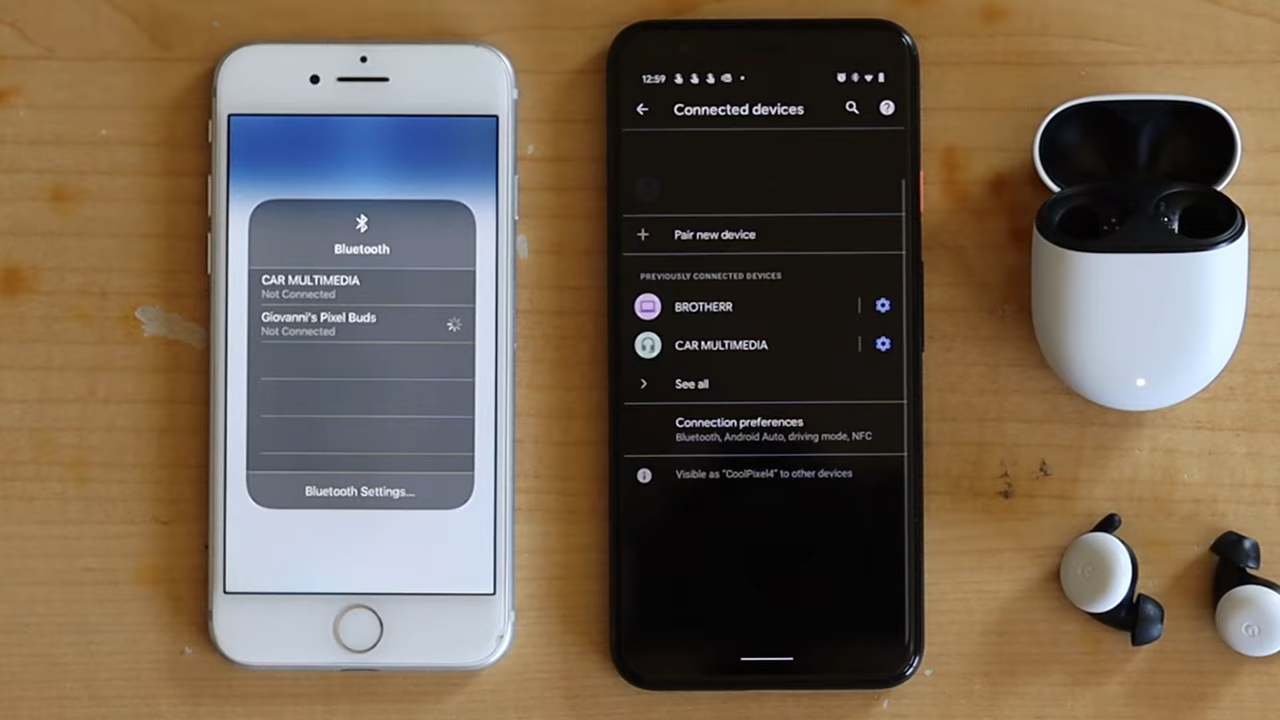 Bluetooth
CAR MULTIMEDIA
Not Connected
Giovanni's Pixel Buds
Not Connected
Bluetooth Settings...
12:59
Connected devices
Pair new device
PREVIOUSLY CONNECTED DEVICES
BROTHERR
CAR MULTIMEDIA
See all
Connection preferences
Bluetooth, Android Auto, driving mode, NFC
Visible as "CoolPixel4" to other devices
G
G